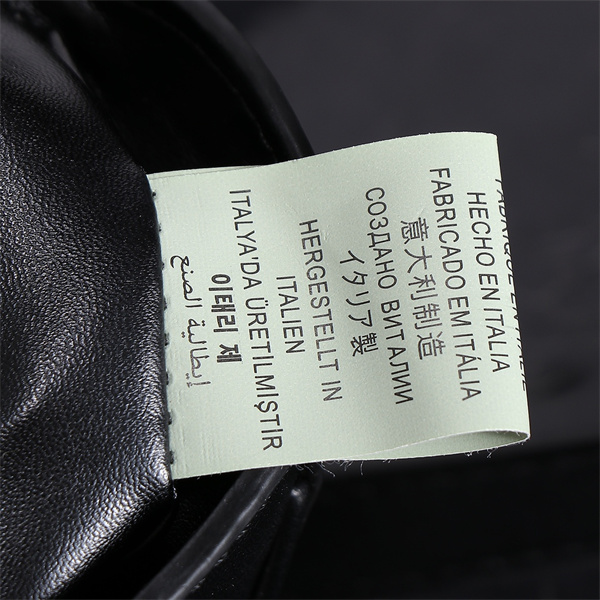 HECHO EN ITALIA
FABRICADO EM ITÁLIA
意大利制造
СОЗДАНО ВИТАЛИИ
イタリア製
HERGESTELLT IN
ITALIEN
ITALYA'DA ÜRETILMIŞTIR
이태리 제
إيطالية الصنع